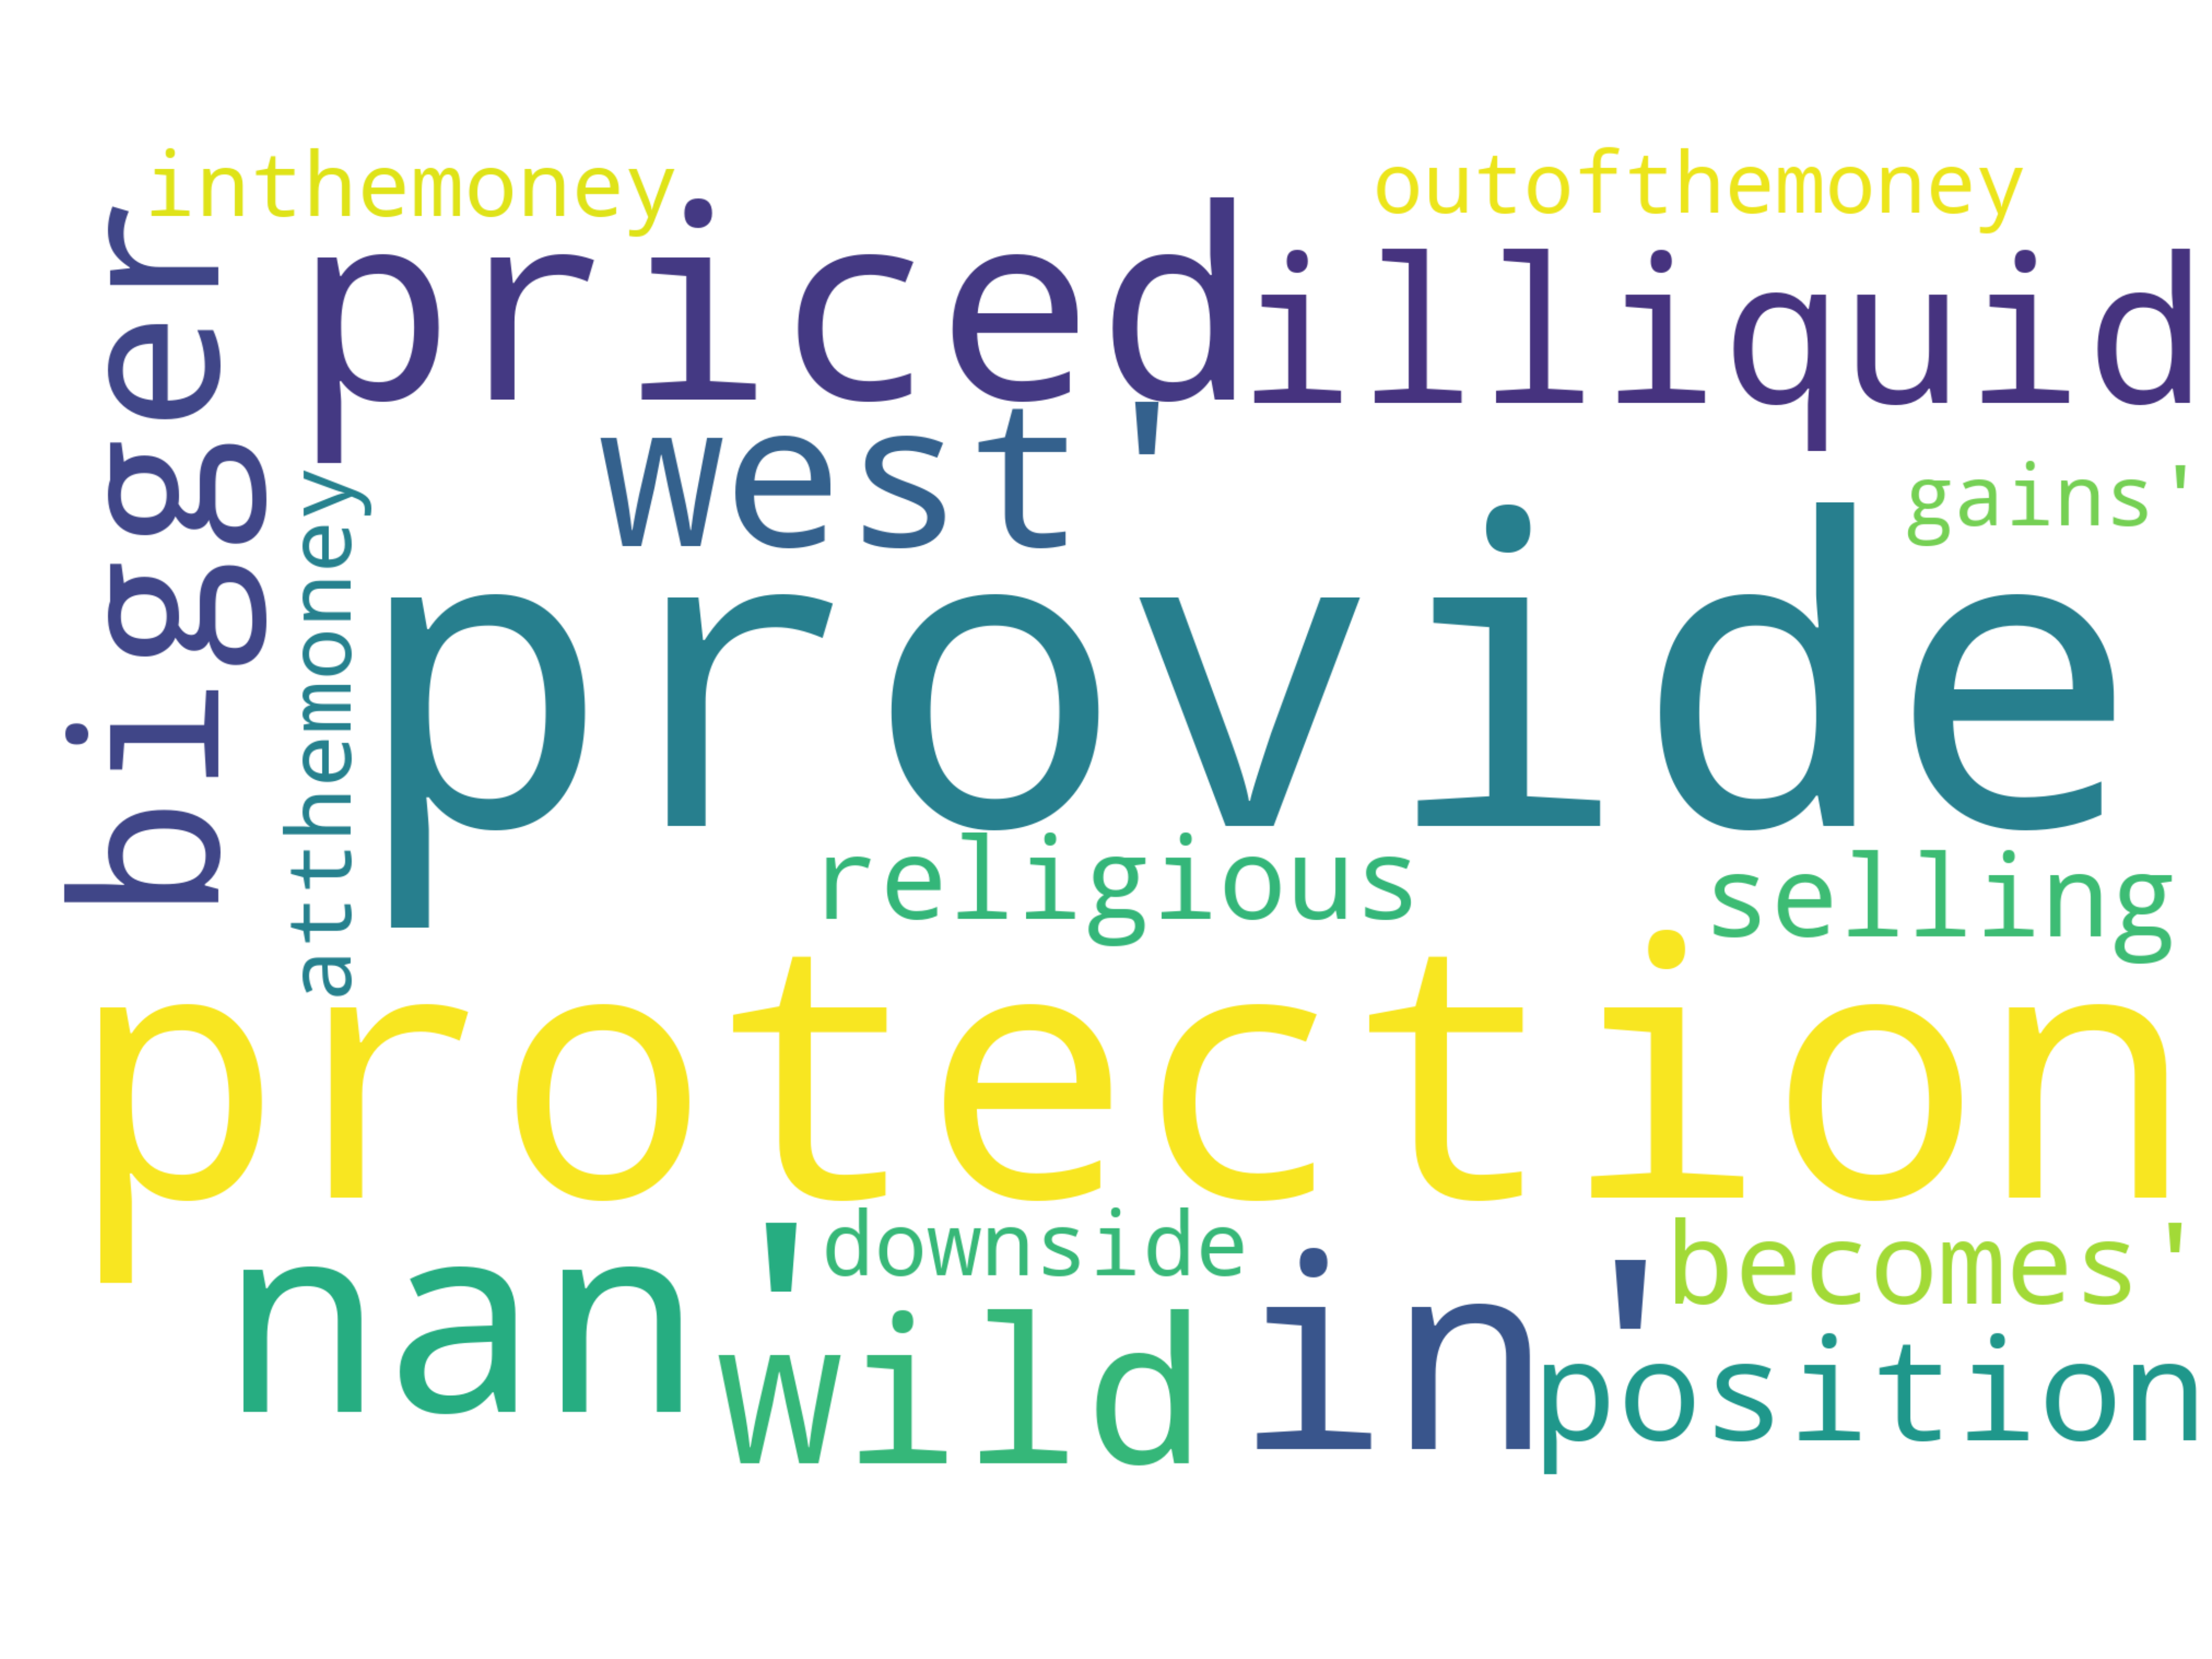 inthemoney
outofthemoney
bigger
priced
illiquid
west'
gains'
atthemoney
provide
religious
selling
protection
downside
becomes'
nan'
wild
in'
position